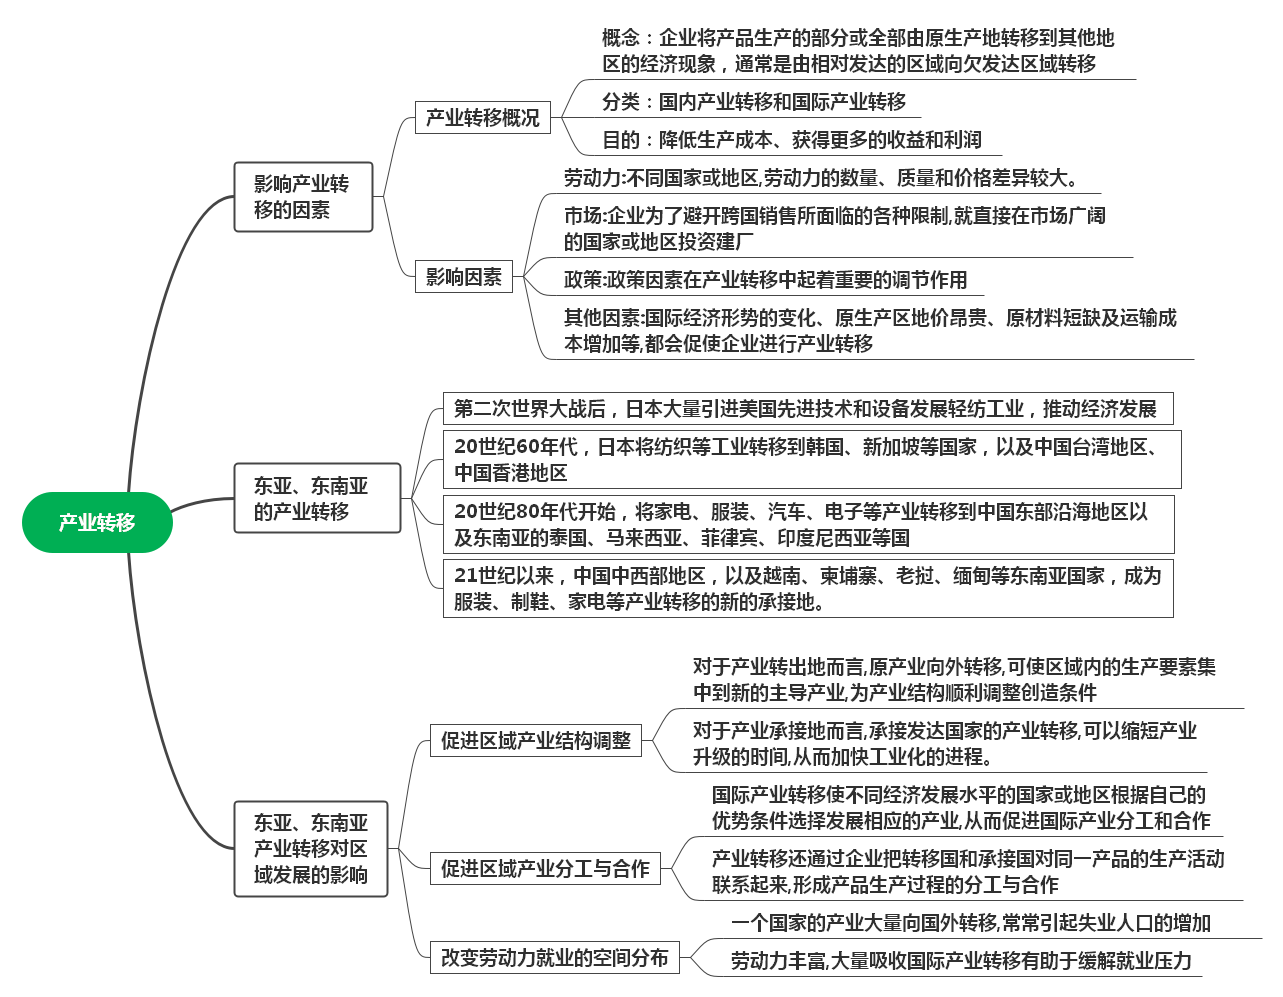 产业转移
影响产业转
移的因素
产业转移概况
概念：企业将产品生产的部分或全部由原生产地转移到其他地
区的经济现象，通常是由相对发达的区域向欠发达区域转移
分类：国内产业转移和国际产业转移
目的：降低生产成本、获得更多的收益和利润
影响因素
劳动力:不同国家或地区,劳动力的数量、质量和价格差异较大。
市场:企业为了避开跨国销售所面临的各种限制,就直接在市场广阔
的国家或地区投资建厂
政策:政策因素在产业转移中起着重要的调节作用
其他因素:国际经济形势的变化、原生产区地价昂贵、原材料短缺及运输成
本增加等,都会促使企业进行产业转移
东亚、东南亚
的产业转移
第二次世界大战后，日本大量引进美国先进技术和设备发展轻纺工业，推动经济发展
20世纪60年代，日本将纺织等工业转移到韩国、新加坡等国家，以及中国台湾地区、
中国香港地区
20世纪80年代开始，将家电、服装、汽车、电子等产业转移到中国东部沿海地区以
及东南亚的泰国、马来西亚、菲律宾、印度尼西亚等国
21世纪以来，中国中西部地区，以及越南、柬埔寨、老挝、缅甸等东南亚国家，成为
服装、制鞋、家电等产业转移的新的承接地。
东亚、东南亚
产业转移对区
域发展的影响
促进区域产业结构调整
对于产业转出地而言,原产业向外转移,可使区域内的生产要素集
中到新的主导产业,为产业结构顺利调整创造条件
对于产业承接地而言,承接发达国家的产业转移,可以缩短产业
升级的时间,从而加快工业化的进程。
促进区域产业分工与合作
国际产业转移使不同经济发展水平的国家或地区根据自己的
优势条件选择发展相应的产业,从而促进国际产业分工和合作
产业转移还通过企业把转移国和承接国对同一产品的生产活动
联系起来,形成产品生产过程的分工与合作
改变劳动力就业的空间分布
一个国家的产业大量向国外转移,常常引起失业人口的增加
劳动力丰富,大量吸收国际产业转移有助于缓解就业压力